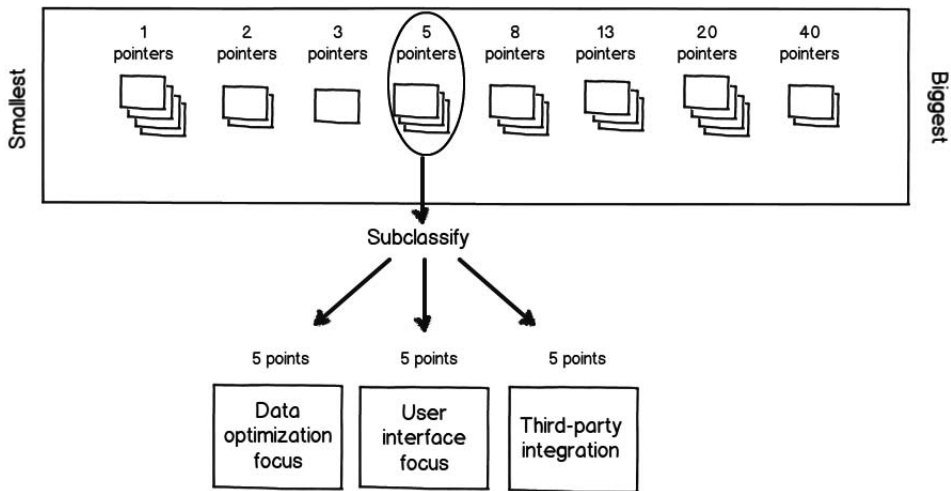 1 2 3 5 8 13 20 40
pointers pointers pointers pointers pointers pointers pointers pointers
Smallest
Biggest
Subclassify
5 points 5 points 5 points
Data
optimization
focus
User
interface
focus
Third-party
integration